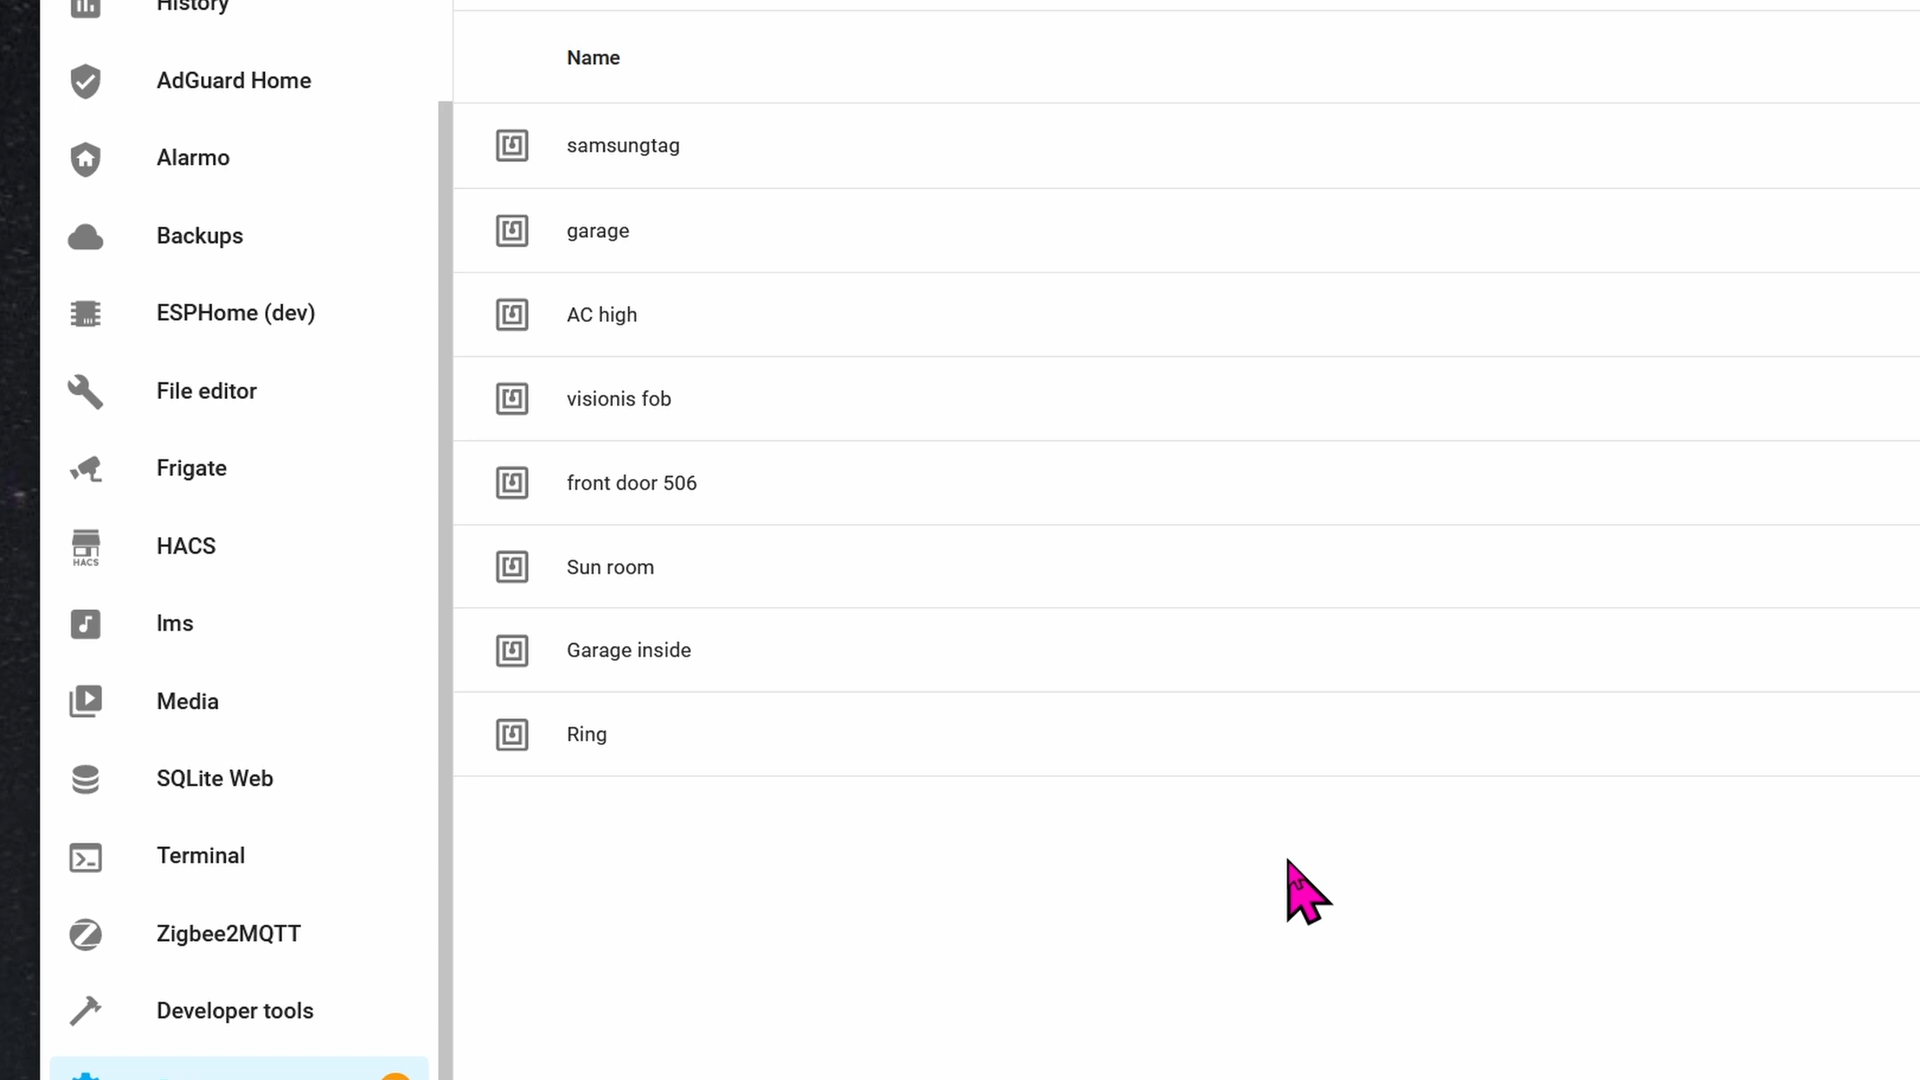 History
AdGuard Home
Alarmo
Backups
ESPHome (dev)
File editor
Frigate
HACS
HACS
lms
Media
SQLite Web
Terminal
Zigbee2MQTT
Developer tools
Name
samsungtag
garage
AC high
visionis fob
front door 506
Sun room
Garage inside
Ring